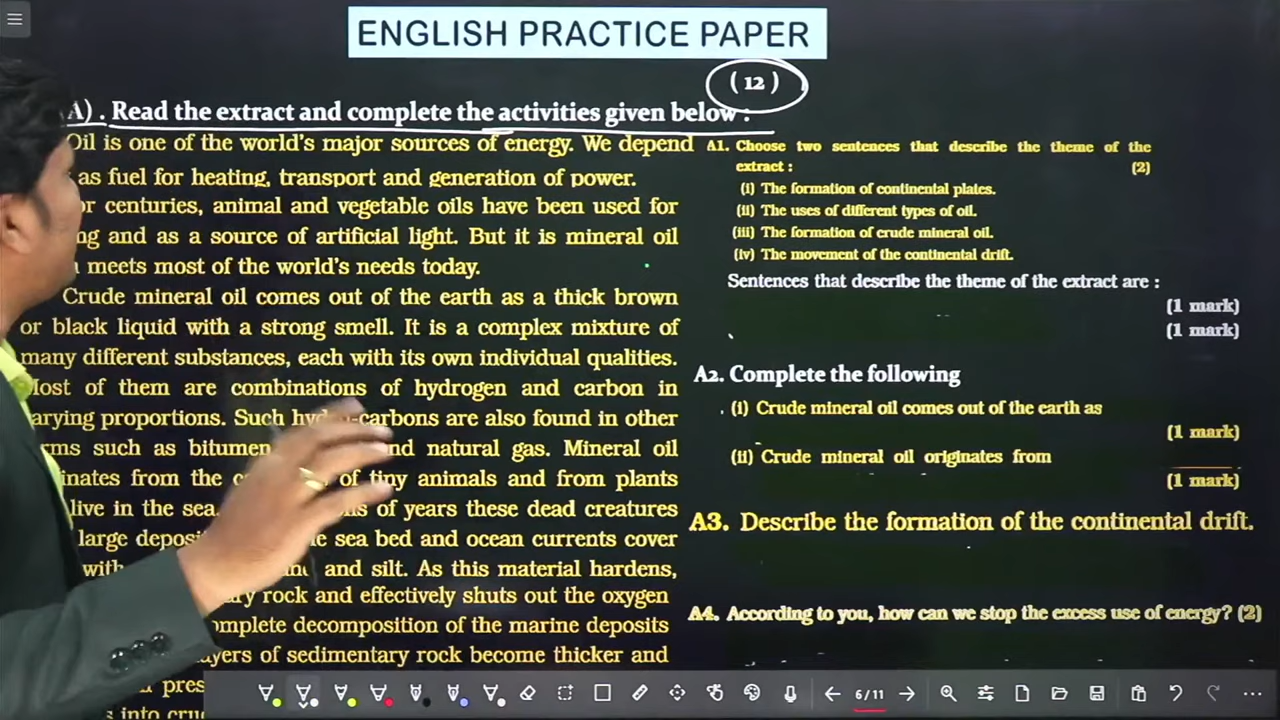 ENGLISH PRACTICE PAPER
(12)
A) . Read the extract and complete the activities given below :
Oil is one of the world's major sources of energy. We depend
as fuel for heating, transport and generation of power.
centuries, animal and vegetable oils have been used for
and as a source of artificial light. But it is mineral oil
meets most of the world's needs today.
Crude mineral oil comes out of the earth as a thick brown
or black liquid with a strong smell. It is a complex mixture of
many different substances, each with its own individual qualities.
Most of them are combinations of hydrogen and carbon in
varying proportions. Such -carbons are also found in other
such as bitumen and natural gas. Mineral oil
from the of tiny animals and from plants
live in the sea. of years these dead creatures
large sea bed and ocean currents cover
with and silt. As this material hardens,
rock and effectively shuts out the oxygen
decomposition of the marine deposits
of sedimentary rock become thicker and
into
A1. Choose two sentences that describe the theme of the
extract : (2)
(i) The formation of continental plates.
(ii) The uses of different types of oil.
(iii) The formation of crude mineral oil.
(iv) The movement of the continental drift.
Sentences that describe the theme of the extract are :
(1 mark)
(1 mark)
A2. Complete the following
(i) Crude mineral oil comes out of the earth as
(1 mark)
(ii) Crude mineral oil originates from
(1 mark)
A3. Describe the formation of the continental drift.
A4. According to you, how can we stop the excess use of energy? (2)
6/11